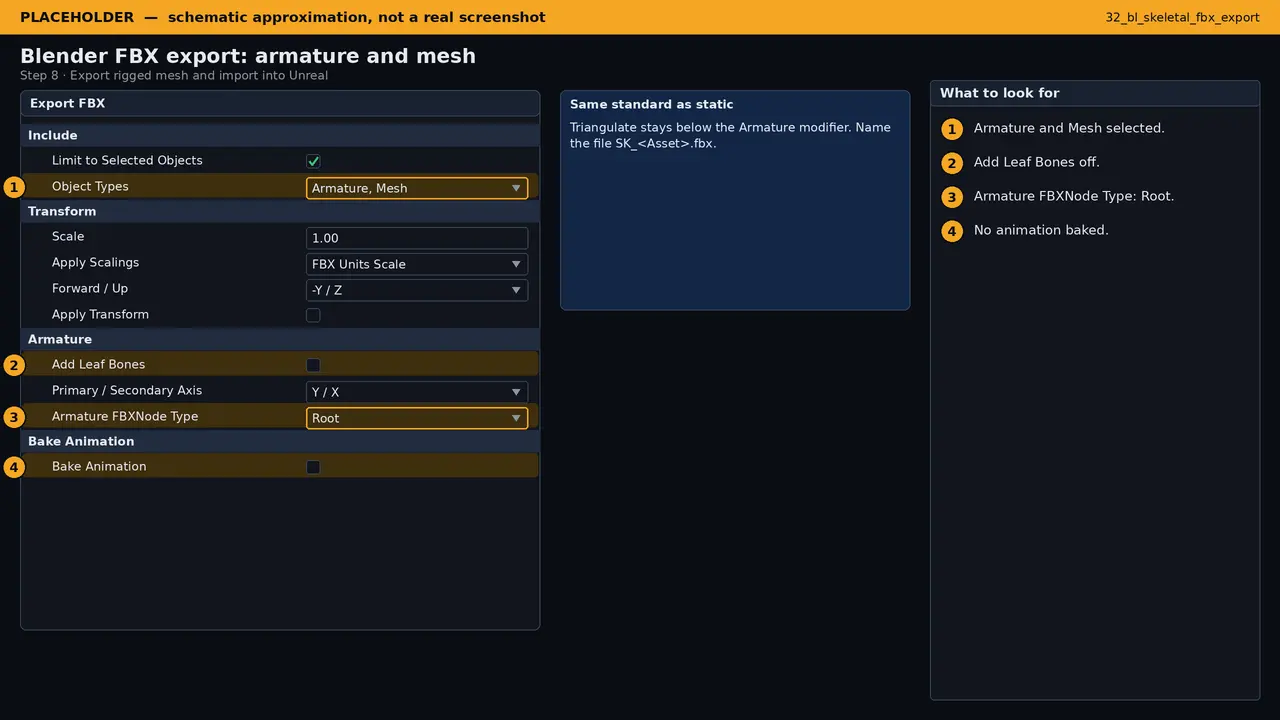 PLACEHOLDER — schematic approximation, not a real screenshot
32_bl_skeletal_fbx_export
Blender FBX export: armature and mesh
Step 8 · Export rigged mesh and import into Unreal
Export FBX
Include
Limit to Selected Objects
1
Object Types
Armature, Mesh
Transform
Scale
1.00
Apply Scalings
FBX Units Scale
Forward / Up
-Y / Z
Apply Transform
Armature
2
Add Leaf Bones
Primary / Secondary Axis
Y / X
3
Armature FBXNode Type
Root
Bake Animation
4
Bake Animation
Same standard as static
Triangulate stays below the Armature modifier. Name
the file SK_<Asset>.fbx.
What to look for
1 Armature and Mesh selected.
2 Add Leaf Bones off.
3 Armature FBXNode Type: Root.
4 No animation baked.